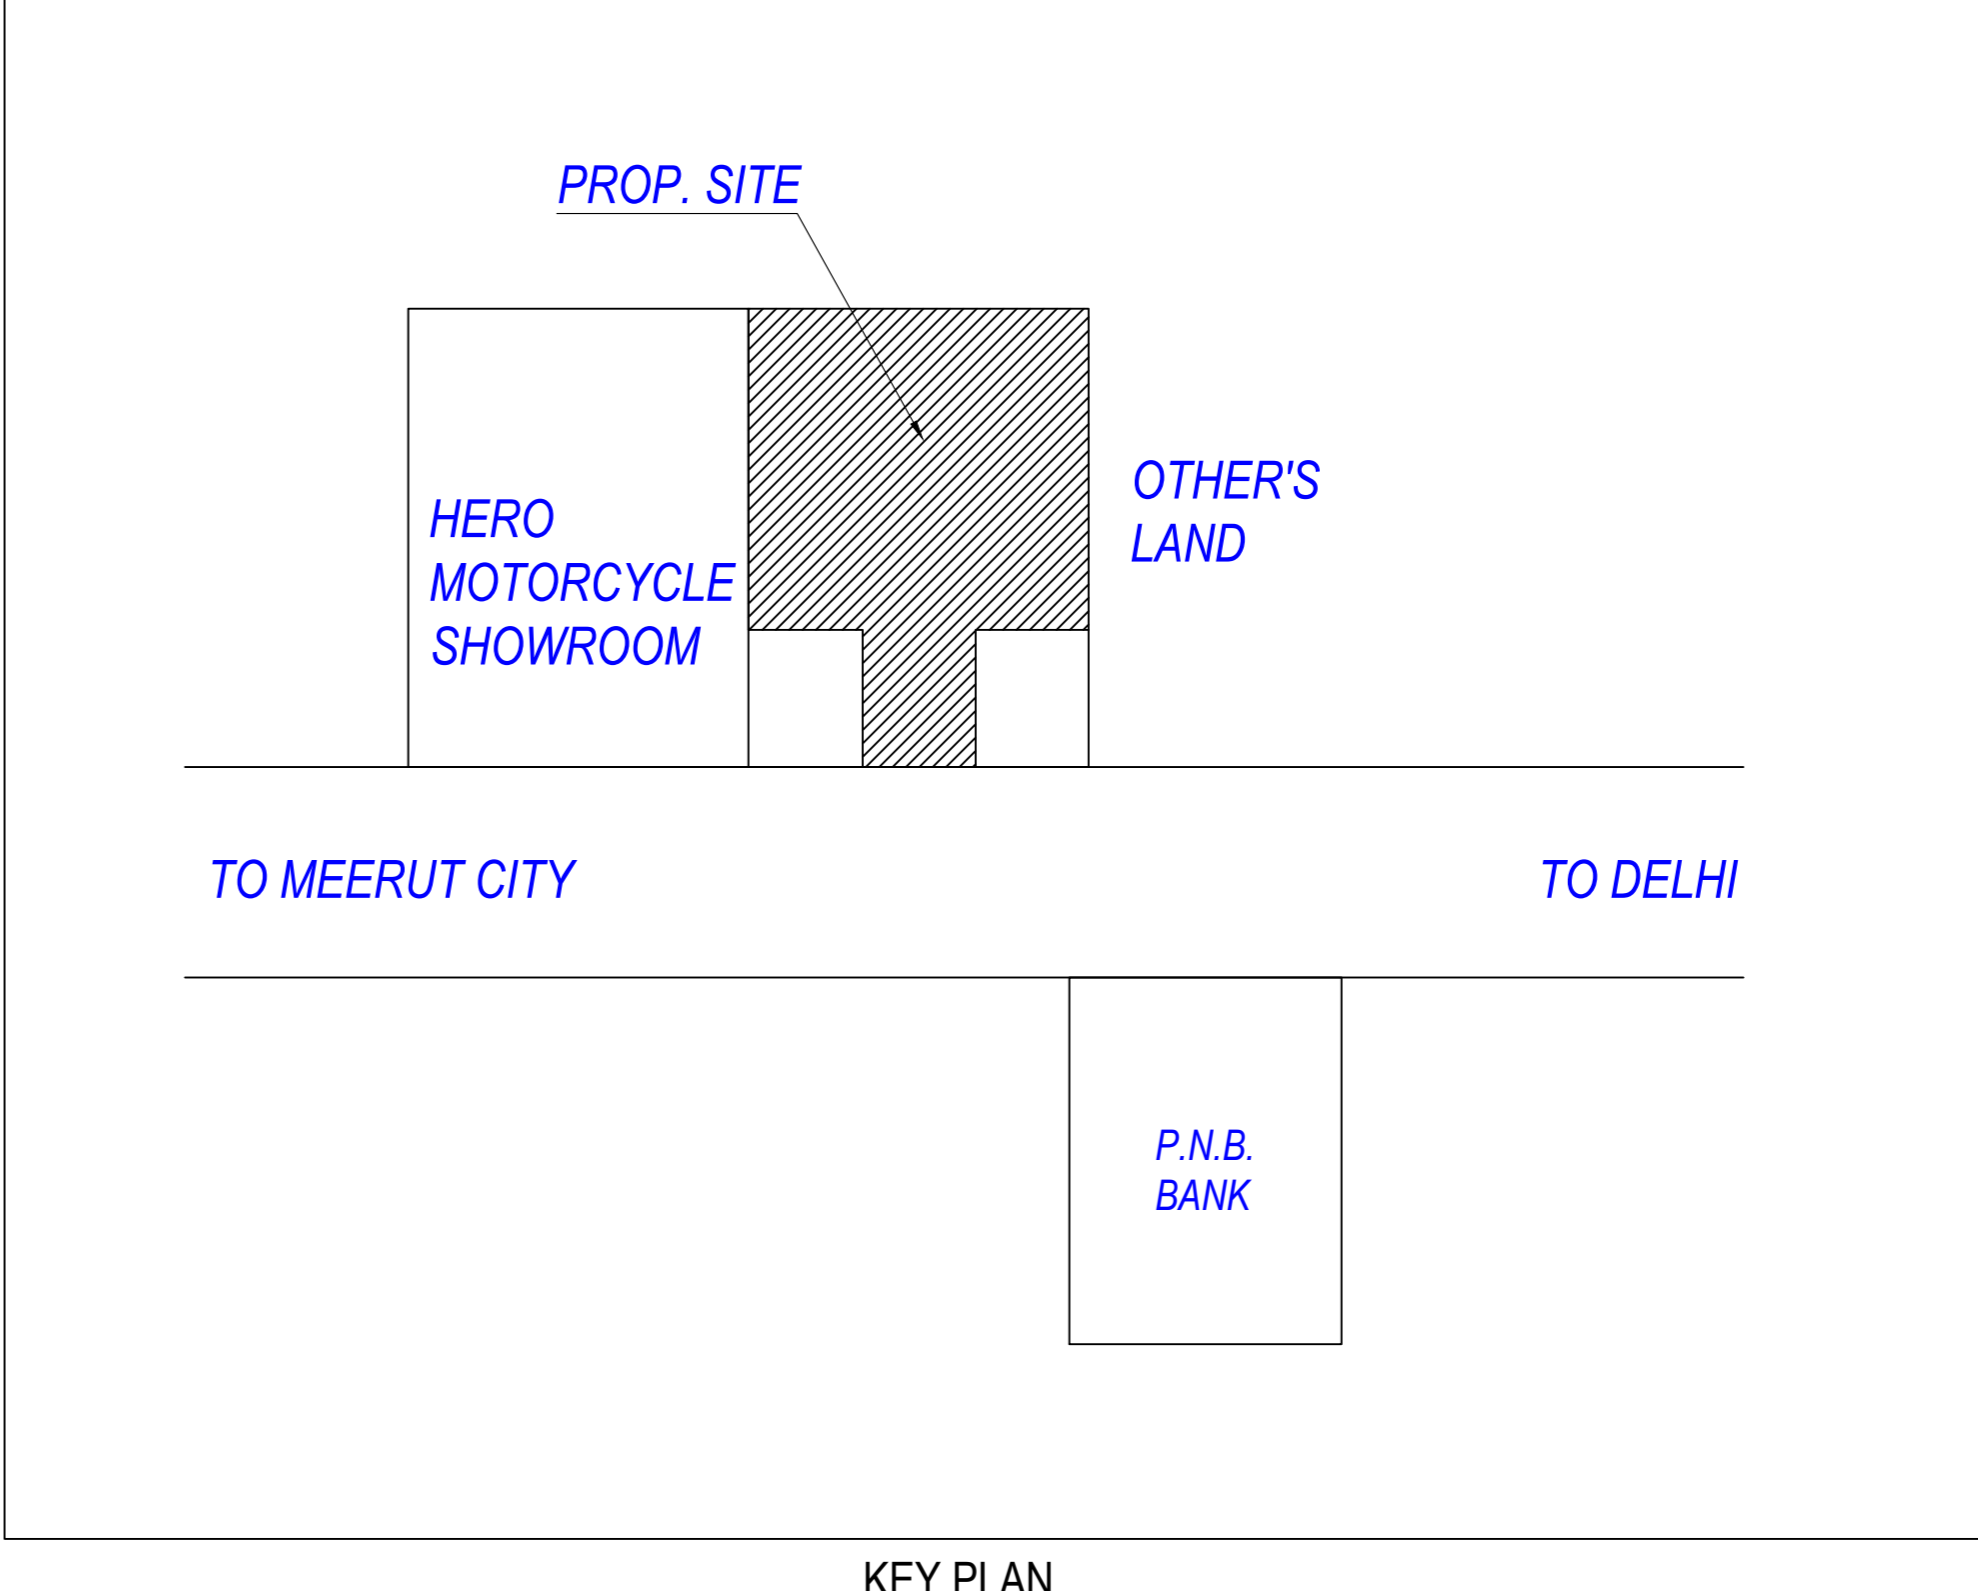 PROP. SITE
HERO
MOTORCYCLE
SHOWROOM
OTHER'S
LAND
TO MEERUT CITY
TO DELHI
P.N.B.
BANK
KEY PLAN